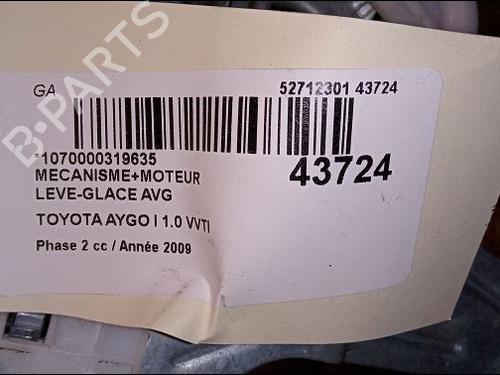 B-PARTS
GA
52712301 43724
*1070000319635
43724
MECANISME+MOTEUR
LEVE-GLACE AVG
TOYOTA AYGO I 1.0 VVTI
Phase 2 cc / Année 2009